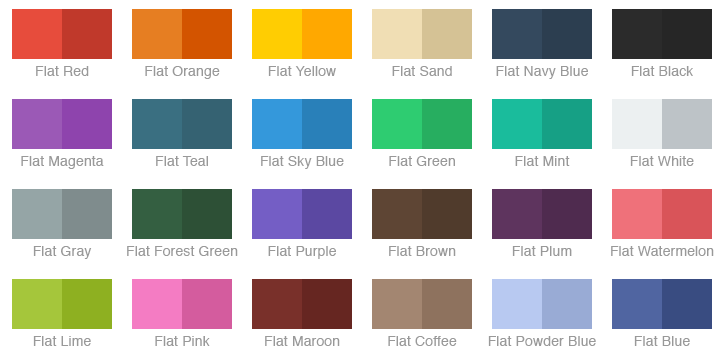 Flat Red
Flat Orange
Flat Yellow
Flat Sand
Flat Navy Blue
Flat Black
Flat Magenta
Flat Teal
Flat Sky Blue
Flat Green
Flat Mint
Flat White
Flat Gray
Flat Forest Green
Flat Purple
Flat Brown
Flat Plum
Flat Watermelon
Flat Lime
Flat Pink
Flat Maroon
Flat Coffee
Flat Powder Blue
Flat Blue